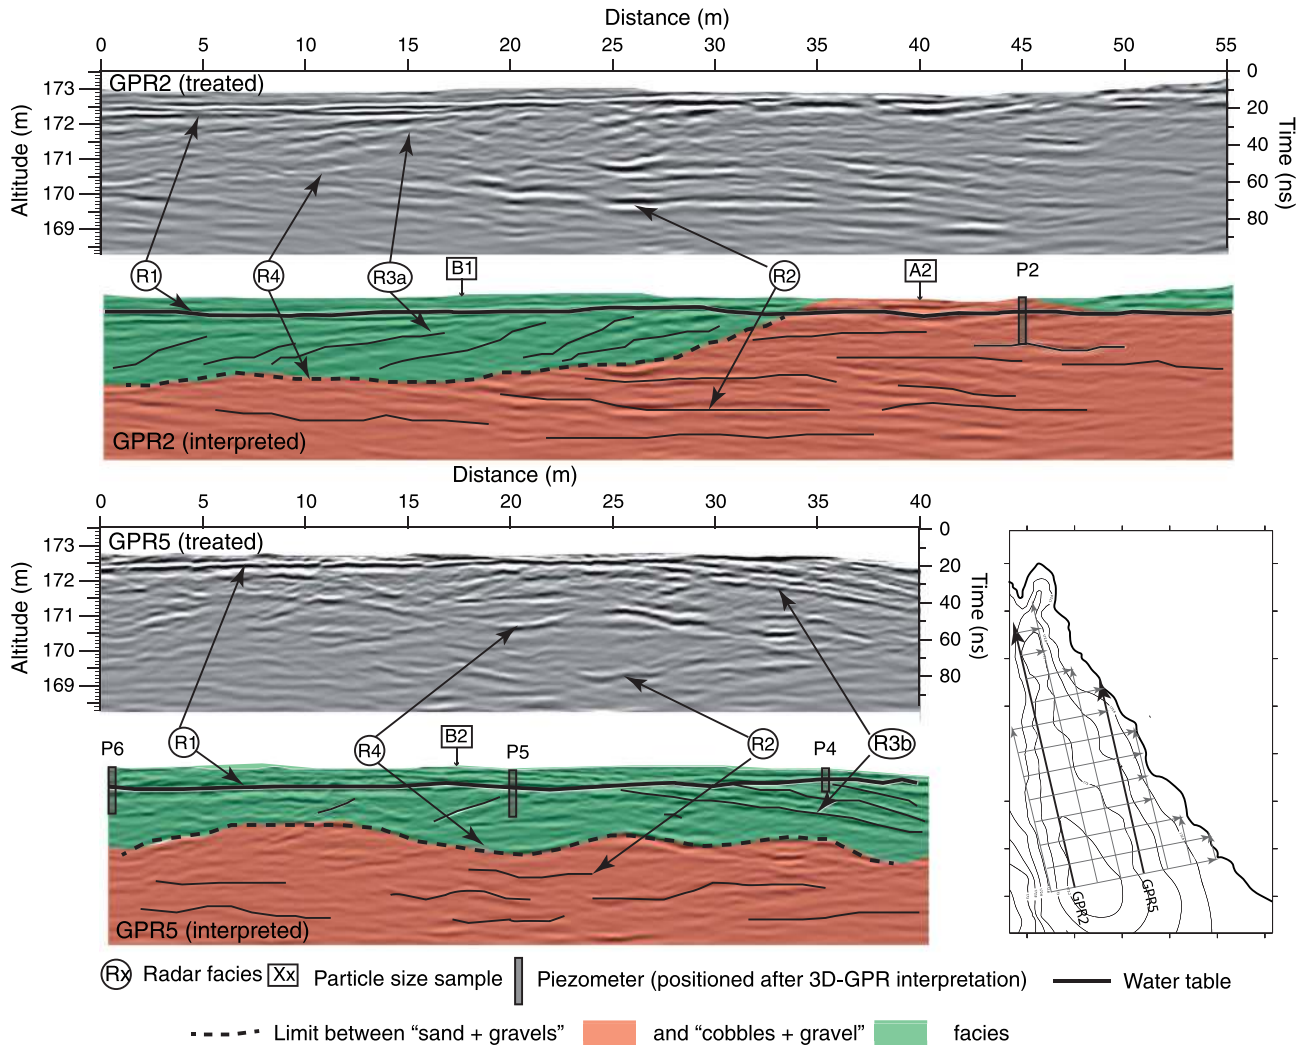 Distance (m)
0 5 10 15 20 25 30 35 40 45 50 55
GPR2 (treated)
173
172
171
170
169
Altitude (m)
0
20
40
60
80
Time (ns)
R1 R4 R3a B1 R2 A2 P2
GPR2 (interpreted)
Distance (m)
0 5 10 15 20 25 30 35 40
GPR5 (treated)
173
172
171
170
169
Altitude (m)
0
20
40
60
80
Time (ns)
P6 R1 R4 B2 P5 R2 P4 R3b
GPR5 (interpreted)
GPR2
GPR5
Rx Radar facies Xx Particle size sample Piezometer (positioned after 3D-GPR interpretation) Water table
Limit between “sand + gravels” and “cobbles + gravel” facies